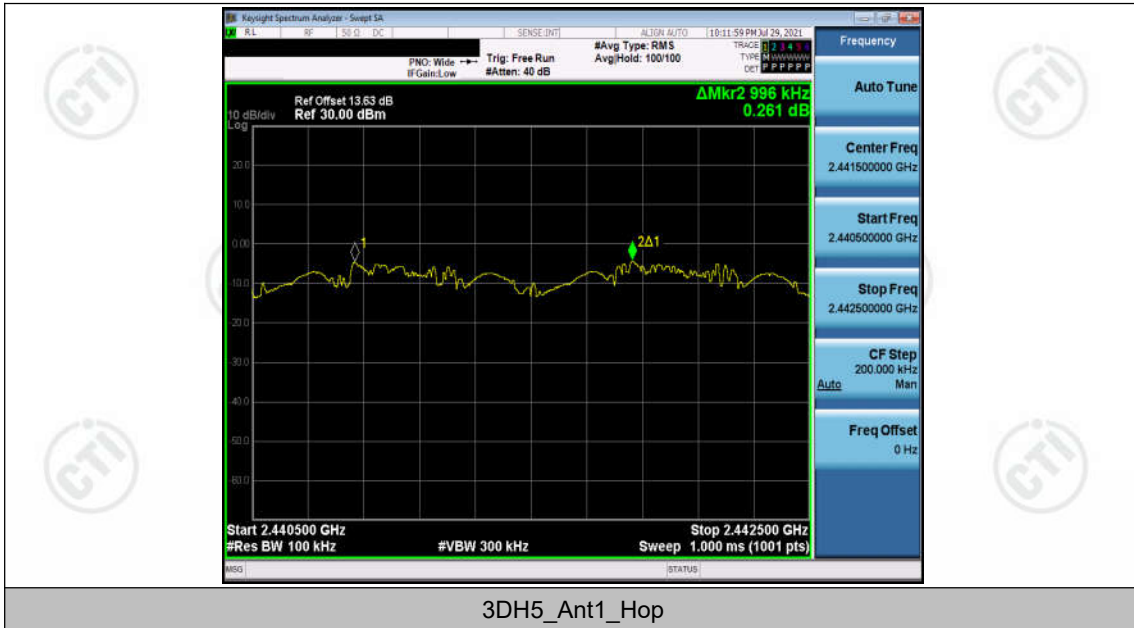 Keysight Spectrum Analyzer - Swept SA
RL RF 50 Ω DC SENSE:INT ALIGN AUTO 10:11:59 PM Jul 29, 2021
PNO: Wide
IFGain:Low
Trig: Free Run
#Atten: 40 dB
#Avg Type: RMS
Avg|Hold: 100/100
TRACE 1 2 3 4 5 6
TYPE M WWWWW
DET P P P P P P
Frequency
Auto Tune
Center Freq
2.441500000 GHz
Start Freq
2.440500000 GHz
Stop Freq
2.442500000 GHz
CF Step
200.000 kHz
Auto Man
Freq Offset
0 Hz
ΔMkr2 996 kHz
0.261 dB
Ref Offset 13.63 dB
10 dB/div Ref 30.00 dBm
Log
20.0
10.0
0.00
-10.0
-20.0
-30.0
-40.0
-50.0
-60.0
1
2Δ1
Start 2.440500 GHz Stop 2.442500 GHz
#Res BW 100 kHz #VBW 300 kHz Sweep 1.000 ms (1001 pts)
MSG STATUS
3DH5_Ant1_Hop
CTI
CTI
CTI
CTI